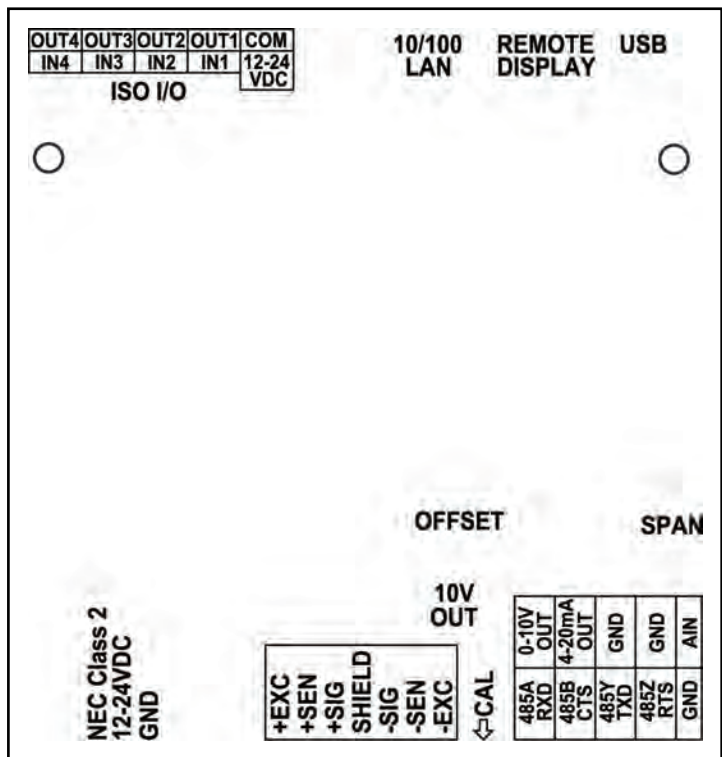 OUT4 OUT3 OUT2 OUT1 COM
IN4 IN3 IN2 IN1 12-24
VDC
ISO I/O
10/100
LAN
REMOTE
DISPLAY
USB
OFFSET
SPAN
10V
OUT
NEC Class 2
12-24VDC
GND
+EXC
+SEN
+SIG
SHIELD
-SIG
-SEN
-EXC
⇦CAL
0-10V
OUT
4-20mA
OUT
GND
GND
AIN
485A
RXD
485B
CTS
485Y
TXD
485Z
RTS
GND